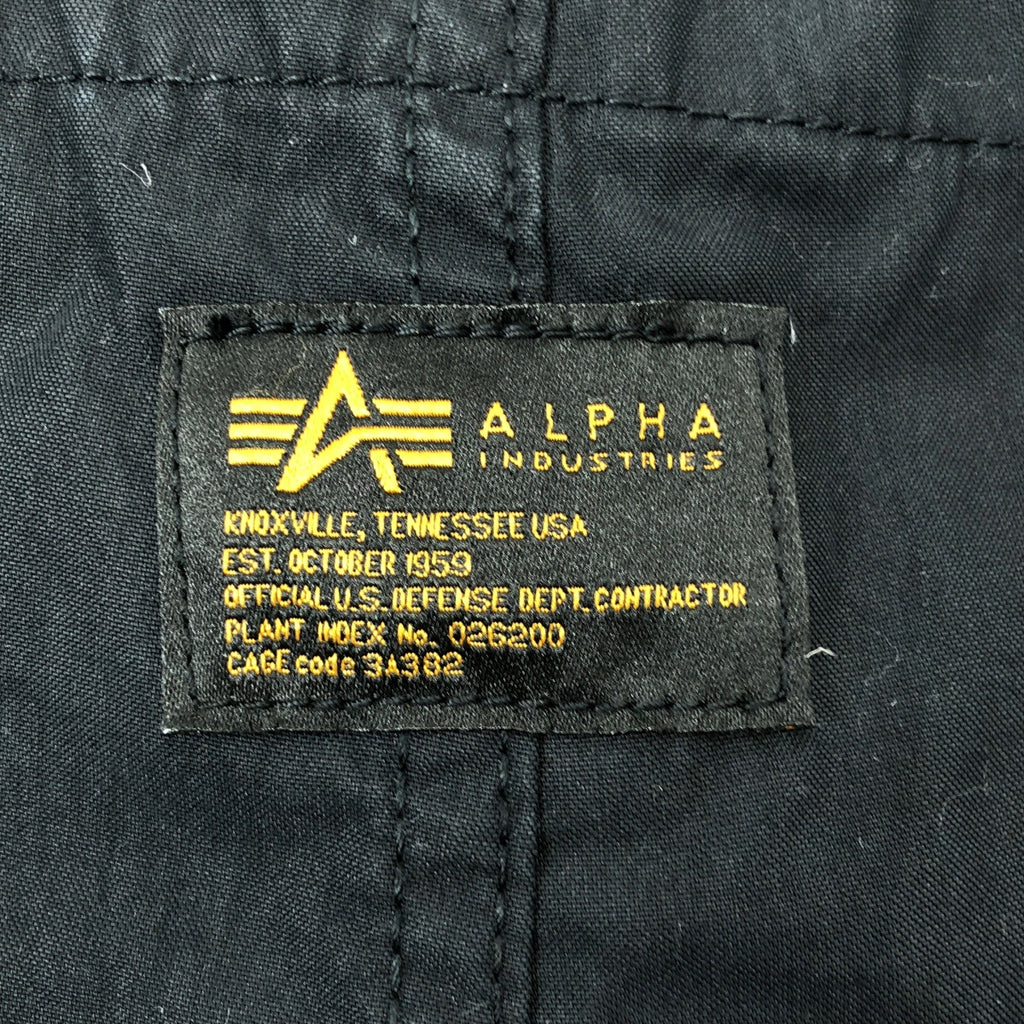 ALPHA
INDUSTRIES
KNOXVILLE, TENNESSEE USA
EST. OCTOBER 1959
OFFICIAL U.S. DEFENSE DEPT. CONTRACTOR
PLANT INDEX No. 026200
CAGE code 3A382